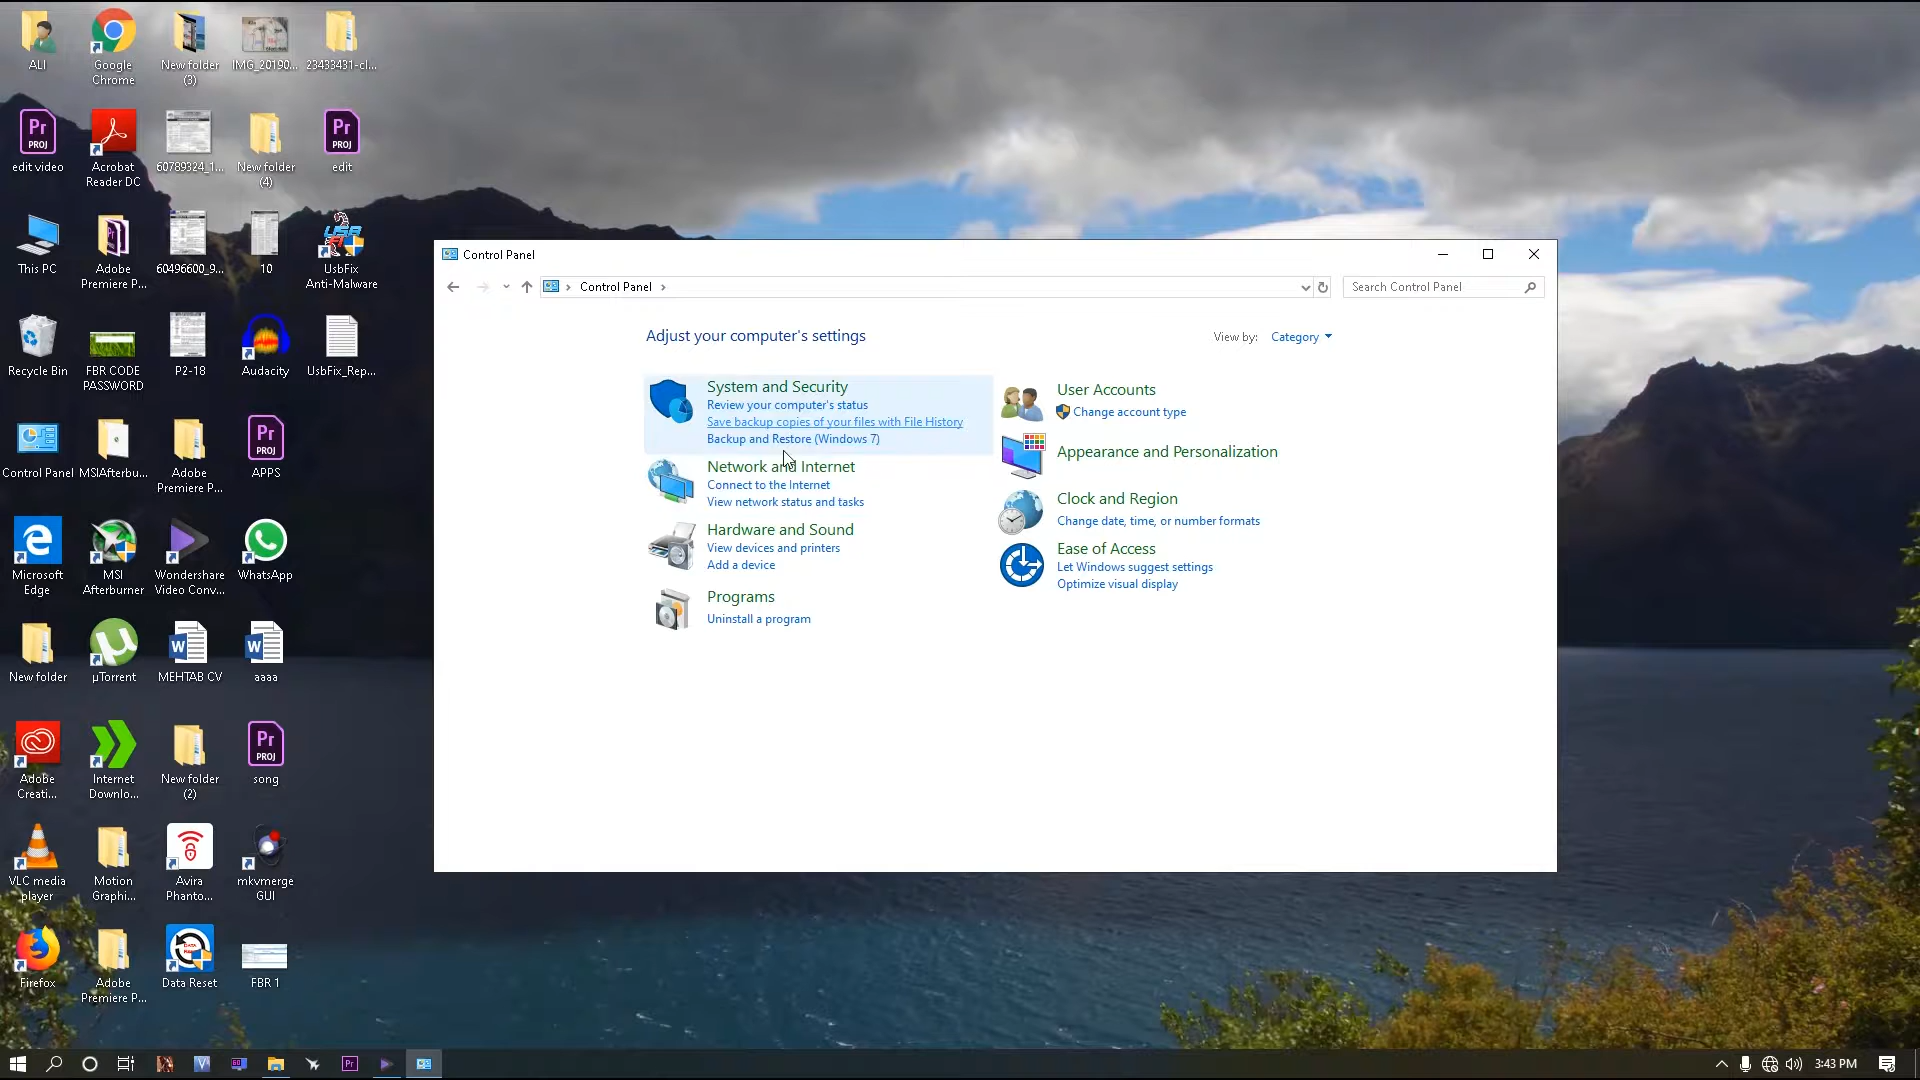 ALI
Google
Chrome
New folder
(3)
IMG_20190...
23433431-cl...
edit video
Acrobat
Reader DC
60789324_1...
New folder
(4)
edit
This PC
Adobe
Premiere P...
60496600_9...
10
UsbFix
Anti-Malware
Recycle Bin
FBR CODE
PASSWORD
P2-18
Audacity
UsbFix_Rep...
Control Panel
MSIAfterbu...
Adobe
Premiere P...
APPS
Microsoft
Edge
MSI
Afterburner
Wondershare
Video Conv...
WhatsApp
New folder
µTorrent
MEHTAB CV
aaaa
Adobe
Creati...
Internet
Downlo...
New folder
(2)
song
VLC media
player
Motion
Graphi...
Avira
Phanto...
mkvmerge
GUI
Firefox
Adobe
Premiere P...
Data Reset
FBR 1
Control Panel
Control Panel
Search Control Panel
Adjust your computer's settings
View by: Category
System and Security
Review your computer's status
Save backup copies of your files with File History
Backup and Restore (Windows 7)
Network and Internet
Connect to the Internet
View network status and tasks
Hardware and Sound
View devices and printers
Add a device
Programs
Uninstall a program
User Accounts
Change account type
Appearance and Personalization
Clock and Region
Change date, time, or number formats
Ease of Access
Let Windows suggest settings
Optimize visual display
3:43 PM